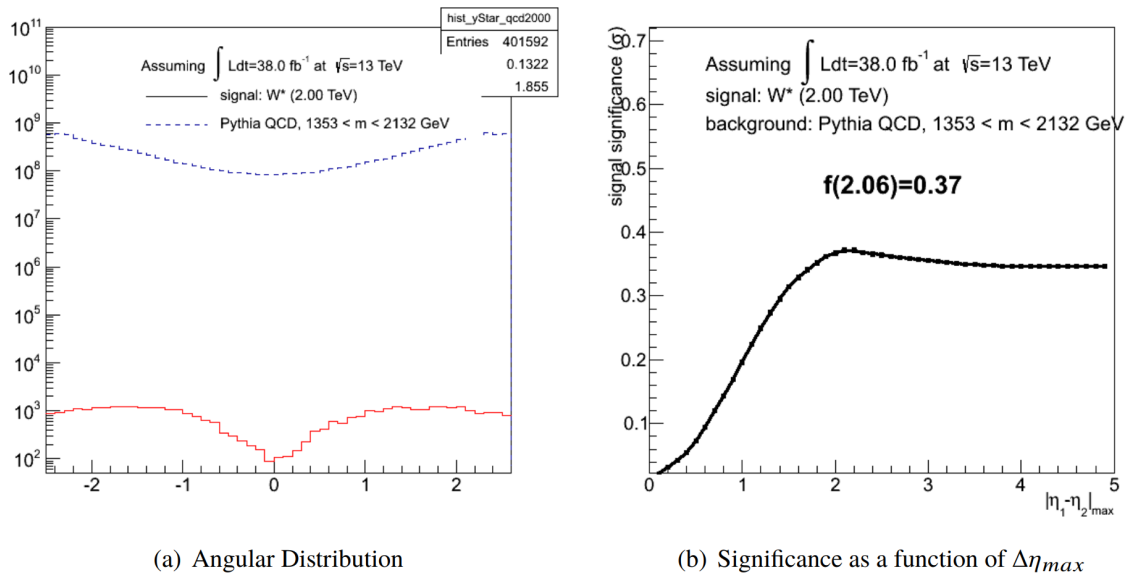 hist_yStar_qcd2000
Entries 401592
0.1322
1.855
Assuming ∫ Ldt=38.0 fb⁻¹ at √s=13 TeV
signal: W* (2.00 TeV)
Pythia QCD, 1353 < m < 2132 GeV
10¹¹
10¹⁰
10⁹
10⁸
10⁷
10⁶
10⁵
10⁴
10³
10²
-2 -1 0 1 2
(a) Angular Distribution
signal significance (σ)
Assuming ∫ Ldt=38.0 fb⁻¹ at √s=13 TeV
signal: W* (2.00 TeV)
background: Pythia QCD, 1353 < m < 2132 GeV
f(2.06)=0.37
0.7
0.6
0.5
0.4
0.3
0.2
0.1
0 1 2 3 4 5
|η₁-η₂|max
(b) Significance as a function of Δηmax